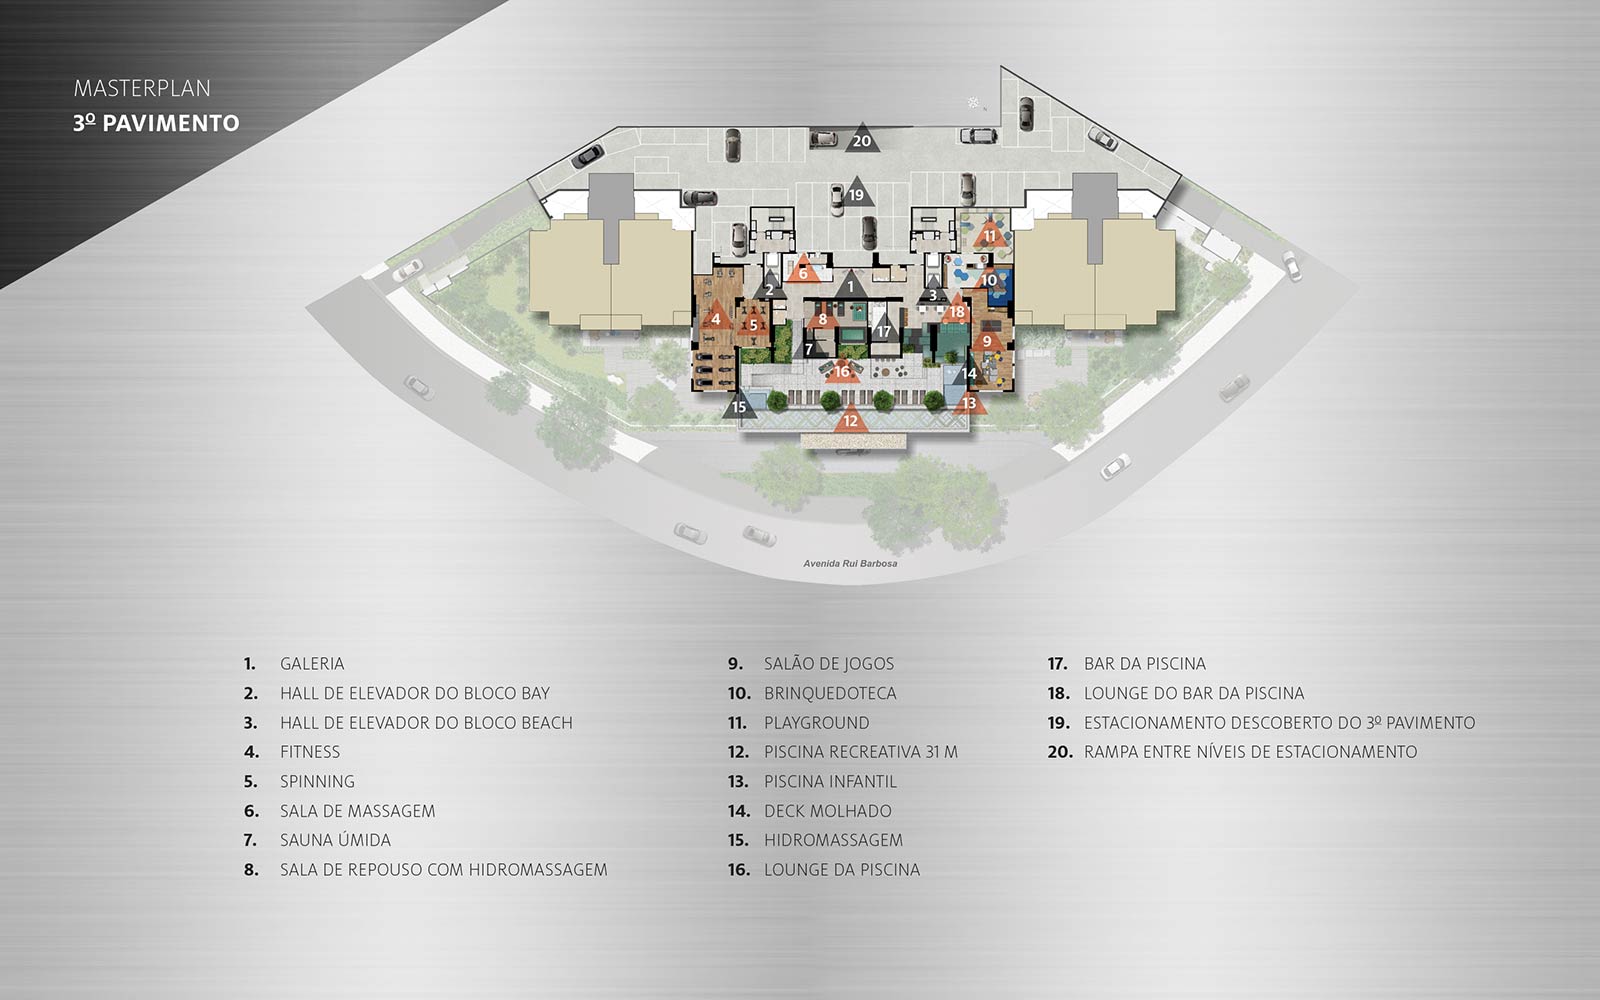 MASTERPLAN
3º PAVIMENTO
20
19
11
6
2
1
3
10
4
5
8
17
18
7
9
16
14
15
13
12
Avenida Rui Barbosa
1. GALERIA
2. HALL DE ELEVADOR DO BLOCO BAY
3. HALL DE ELEVADOR DO BLOCO BEACH
4. FITNESS
5. SPINNING
6. SALA DE MASSAGEM
7. SAUNA ÚMIDA
8. SALA DE REPOUSO COM HIDROMASSAGEM
9. SALÃO DE JOGOS
10. BRINQUEDOTECA
11. PLAYGROUND
12. PISCINA RECREATIVA 31 M
13. PISCINA INFANTIL
14. DECK MOLHADO
15. HIDROMASSAGEM
16. LOUNGE DA PISCINA
17. BAR DA PISCINA
18. LOUNGE DO BAR DA PISCINA
19. ESTACIONAMENTO DESCOBERTO DO 3º PAVIMENTO
20. RAMPA ENTRE NÍVEIS DE ESTACIONAMENTO